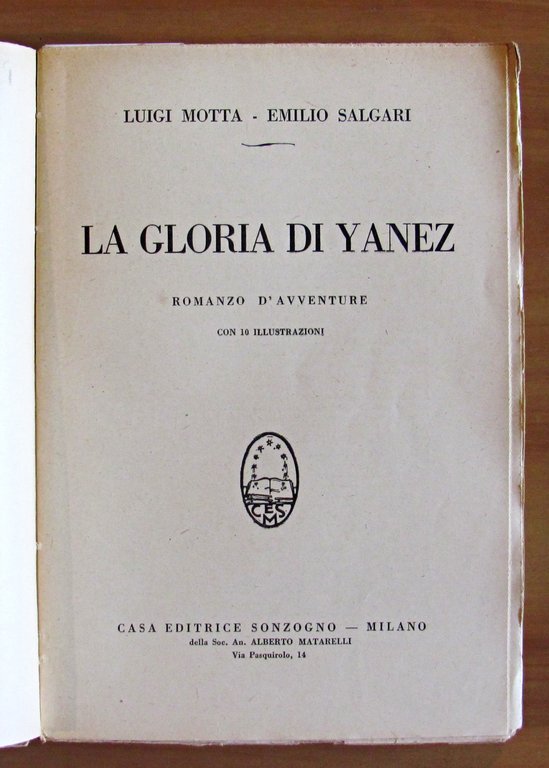 LUIGI MOTTA - EMILIO SALGARI
LA GLORIA DI YANEZ
ROMANZO D'AVVENTURE
CON 10 ILLUSTRAZIONI
CESM
CASA EDITRICE SONZOGNO — MILANO
della Soc. An. ALBERTO MATARELLI
Via Pasquirolo, 14